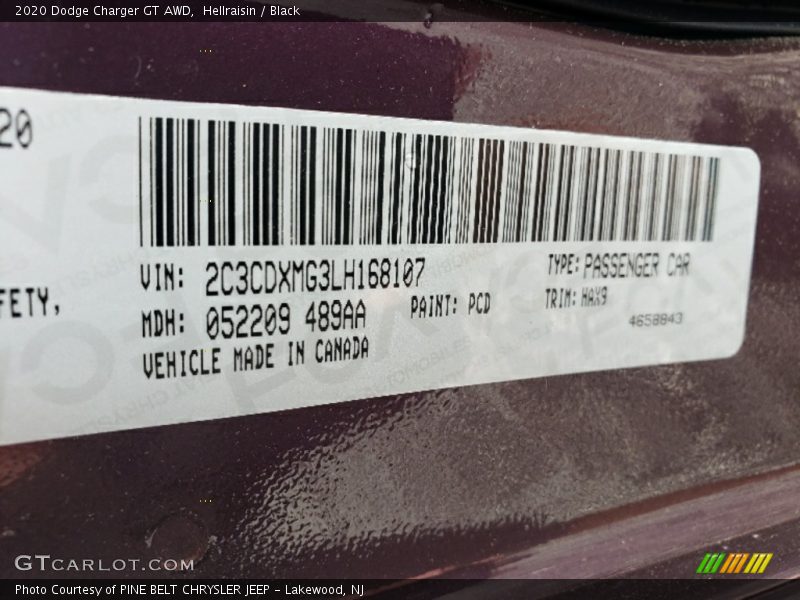 2020 Dodge Charger GT AWD, Hellraisin / Black
20
FETY,
VIN: 2C3CDXMG3LH168107
TYPE: PASSENGER CAR
MDH: 052209 489AA
PAINT: PCD
TRIM: HAX9
4658843
VEHICLE MADE IN CANADA
GTCARLOT.COM
Photo Courtesy of PINE BELT CHRYSLER JEEP - Lakewood, NJ